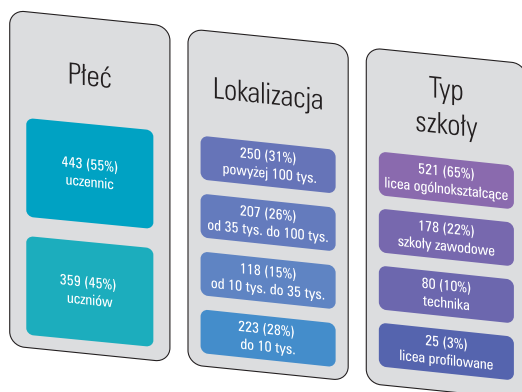 Płeć
443 (55%)
uczennic
359 (45%)
uczniów
Lokalizacja
250 (31%)
powyżej 100 tys.
207 (26%)
od 35 tys. do 100 tys.
118 (15%)
od 10 tys. do 35 tys.
223 (28%)
do 10 tys.
Typ
szkoły
521 (65%)
licea ogólnokształcące
178 (22%)
szkoły zawodowe
80 (10%)
technika
25 (3%)
licea profilowane